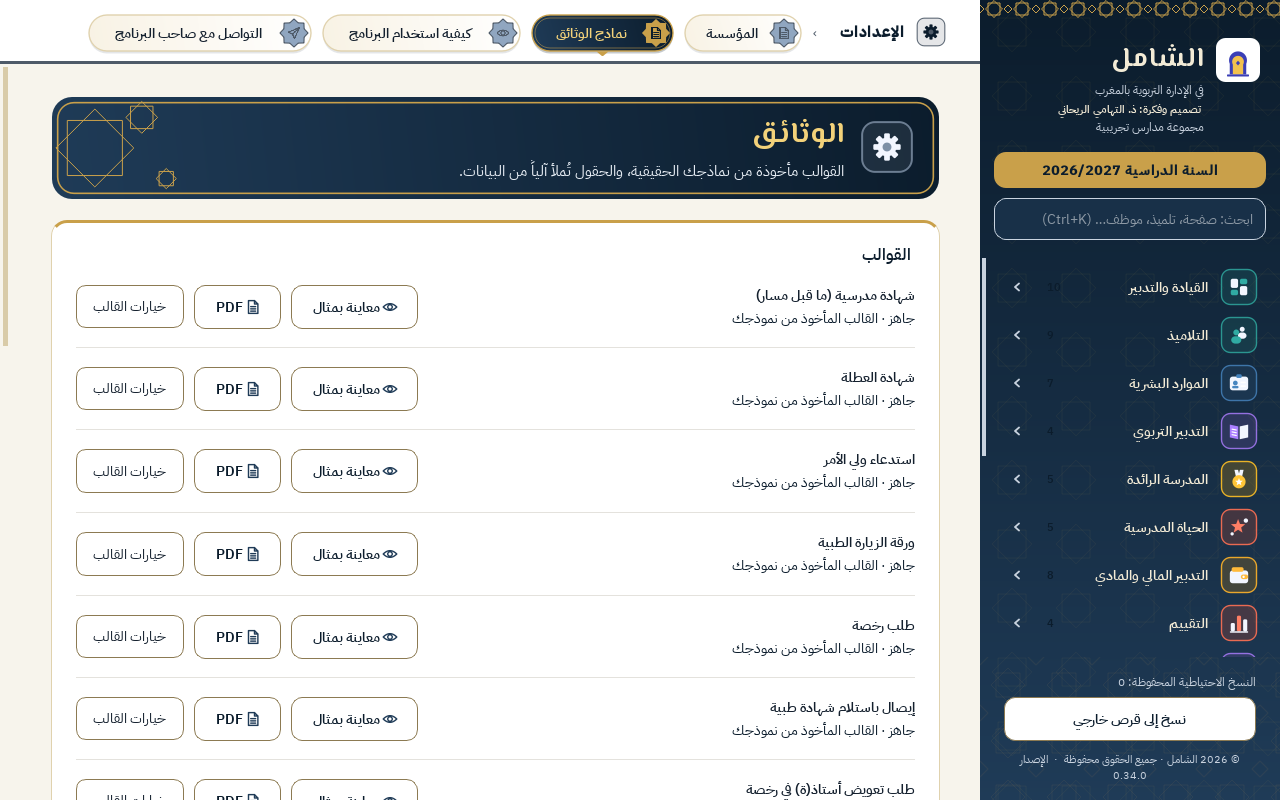 الشامل
في الإدارة التربوية بالمغرب
تصميم وفكرة: ذ. التهامي الريحاني
مجموعة مدارس تجريبية
السنة الدراسية 2026/2027
ابحث: صفحة، تلميذ، موظف... (Ctrl+K)
القيادة والتدبير 10
التلاميذ 9
الموارد البشرية 7
التدبير التربوي 4
المدرسة الرائدة 5
الحياة المدرسية 5
التدبير المالي والمادي 8
التقييم 4
النسخ الاحتياطية المحفوظة: 0
نسخ إلى قرص خارجي
© 2026 الشامل · جميع الحقوق محفوظة · الإصدار
0.34.0
الإعدادات ‹ المؤسسة نماذج الوثائق كيفية استخدام البرنامج التواصل مع صاحب البرنامج
الوثائق
القوالب مأخوذة من نماذجك الحقيقية، والحقول تُملأ آلياً من البيانات.
القوالب
شهادة مدرسية (ما قبل مسار)
جاهز · القالب المأخوذ من نموذجك
معاينة بمثال PDF خيارات القالب
شهادة العطلة
جاهز · القالب المأخوذ من نموذجك
معاينة بمثال PDF خيارات القالب
استدعاء ولي الأمر
جاهز · القالب المأخوذ من نموذجك
معاينة بمثال PDF خيارات القالب
ورقة الزيارة الطبية
جاهز · القالب المأخوذ من نموذجك
معاينة بمثال PDF خيارات القالب
طلب رخصة
جاهز · القالب المأخوذ من نموذجك
معاينة بمثال PDF خيارات القالب
إيصال باستلام شهادة طبية
جاهز · القالب المأخوذ من نموذجك
معاينة بمثال PDF خيارات القالب
طلب تعويض أستاذ(ة) في رخصة
معاينة بمثال PDF خيارات القالب